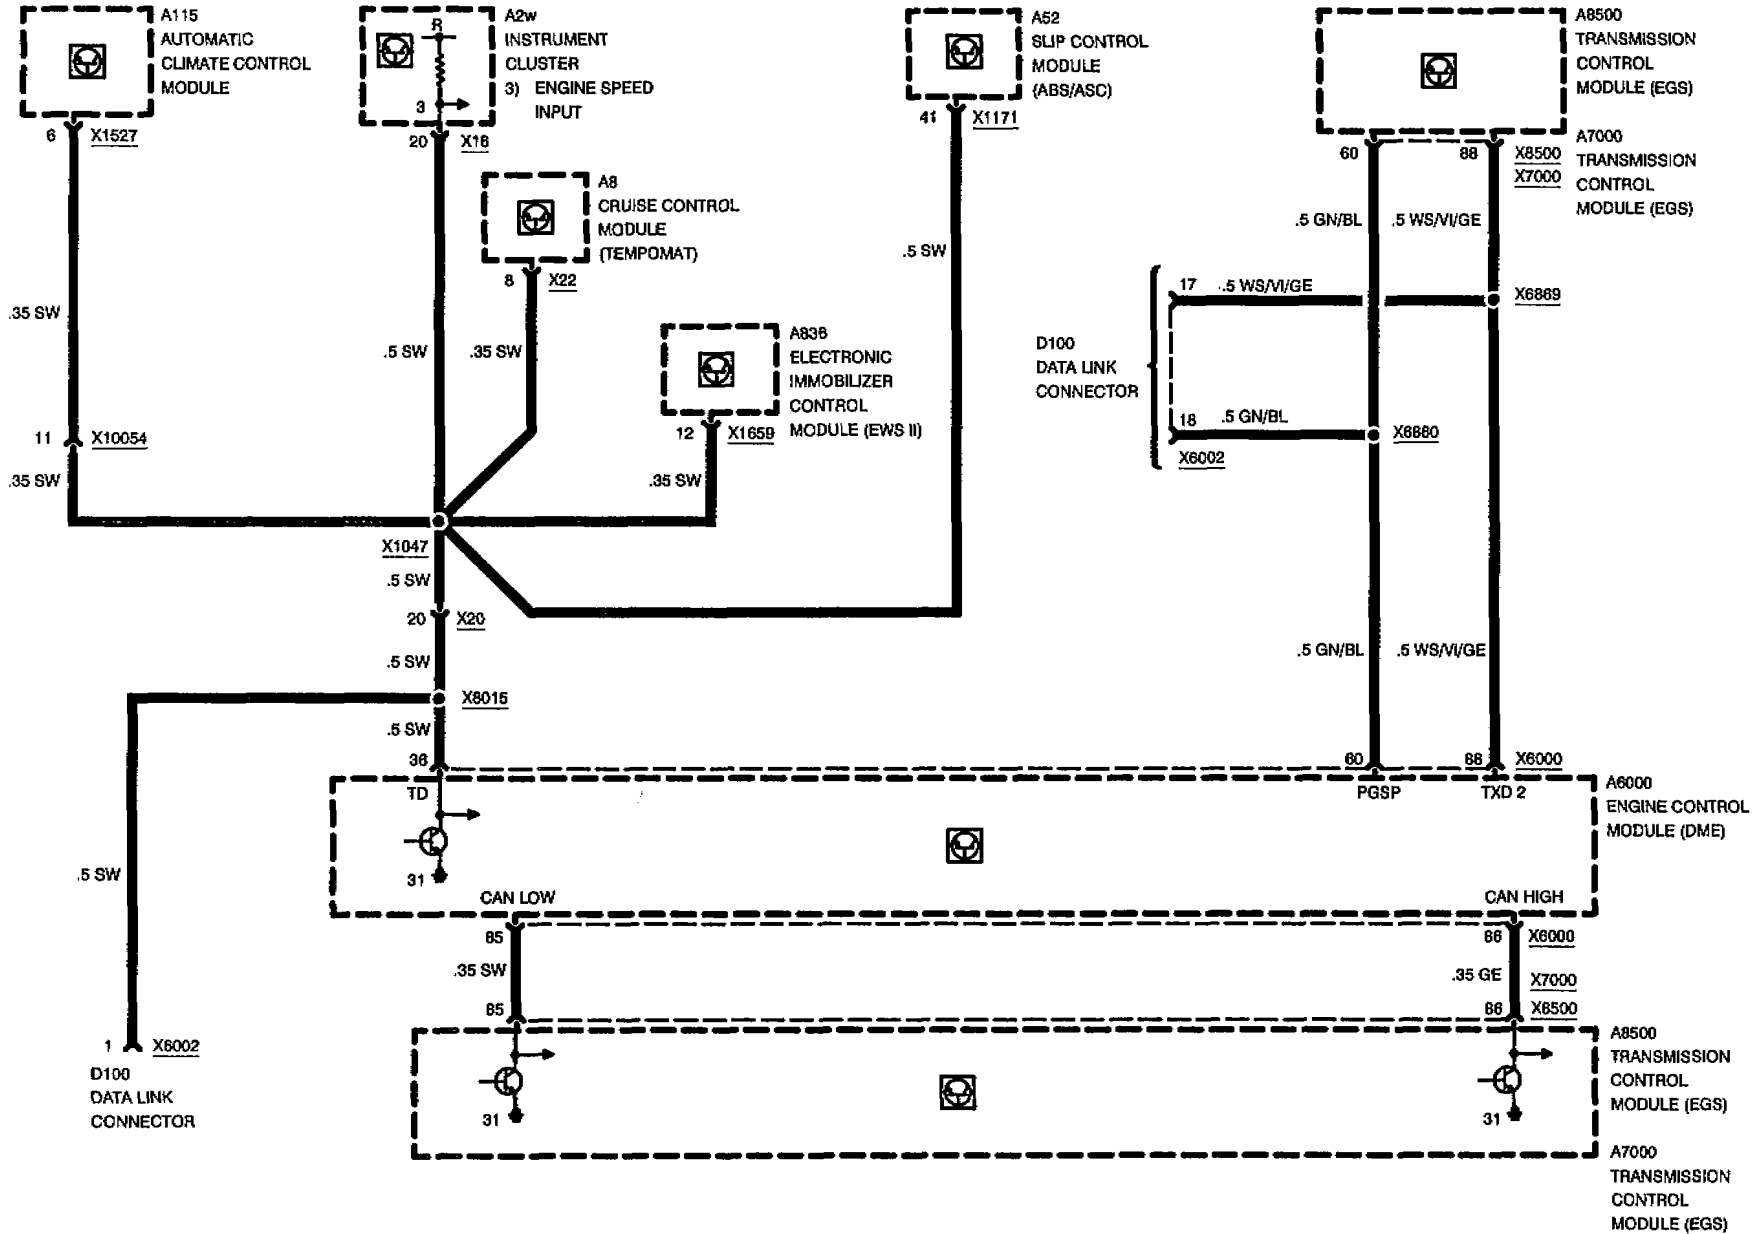 A115
AUTOMATIC
CLIMATE CONTROL
MODULE
6 X1527
.35 SW
11 X10054
.35 SW
R
3
A2w
INSTRUMENT
CLUSTER
3) ENGINE SPEED
INPUT
20 X18
.5 SW
A8
CRUISE CONTROL
MODULE
(TEMPOMAT)
8 X22
.35 SW
A836
ELECTRONIC
IMMOBILIZER
CONTROL
MODULE (EWS II)
12 X1659
.35 SW
A52
SLIP CONTROL
MODULE
(ABS/ASC)
41 X1171
.5 SW
A8500
TRANSMISSION
CONTROL
MODULE (EGS)
A7000
TRANSMISSION
CONTROL
MODULE (EGS)
60 88 X8500
X7000
.5 GN/BL .5 WS/VI/GE
17 .5 WS/VI/GE X6869
D100
DATA LINK
CONNECTOR
18 .5 GN/BL X6880
X6002
X1047
.5 SW
20 X20
.5 SW
X8015
.5 SW
.5 GN/BL .5 WS/VI/GE
36 60 88 X6000
TD PGSP TXD 2
A6000
ENGINE CONTROL
MODULE (DME)
31
CAN LOW CAN HIGH
.5 SW
1 X6002
D100
DATA LINK
CONNECTOR
85 86 X6000
.35 SW .35 GE X7000
85 86 X8500
31 31
A8500
TRANSMISSION
CONTROL
MODULE (EGS)
A7000
TRANSMISSION
CONTROL
MODULE (EGS)